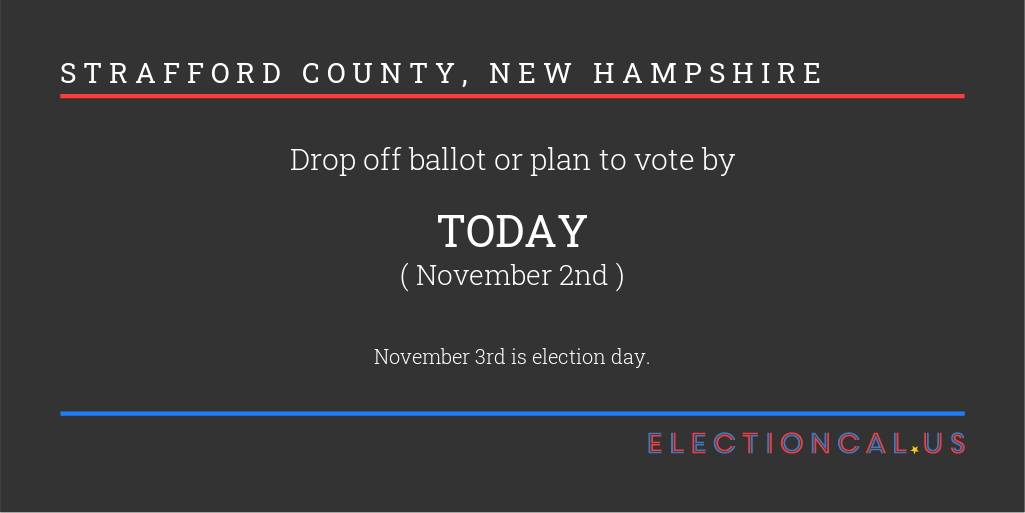 STRAFFORD COUNTY, NEW HAMPSHIRE
Drop off ballot or plan to vote by
TODAY
( November 2nd )
November 3rd is election day.
ELECTIONCAL.US